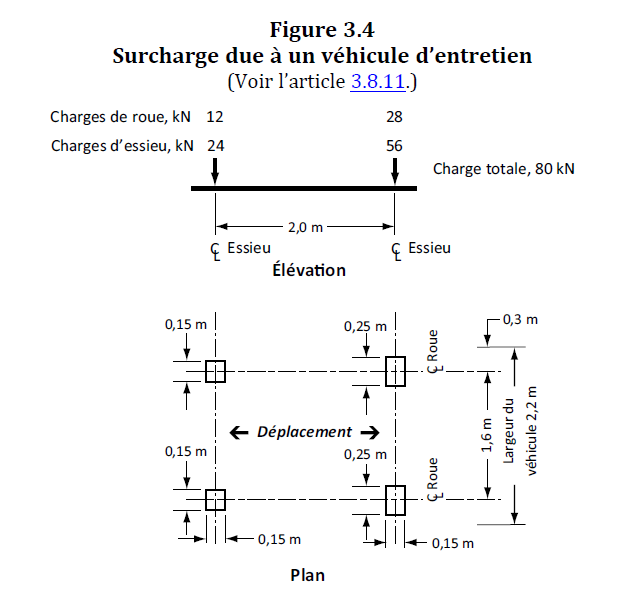 Figure 3.4
Surcharge due à un véhicule d’entretien
(Voir l’article 3.8.11.)
Charges de roue, kN 12 28
Charges d’essieu, kN 24 56
Charge totale, 80 kN
2,0 m
℄ Essieu ℄ Essieu
Élévation
0,15 m 0,25 m ℄ Roue 0,3 m
Déplacement
1,6 m
Largeur du
véhicule 2,2 m
0,15 m 0,25 m ℄ Roue
0,15 m 0,15 m
Plan